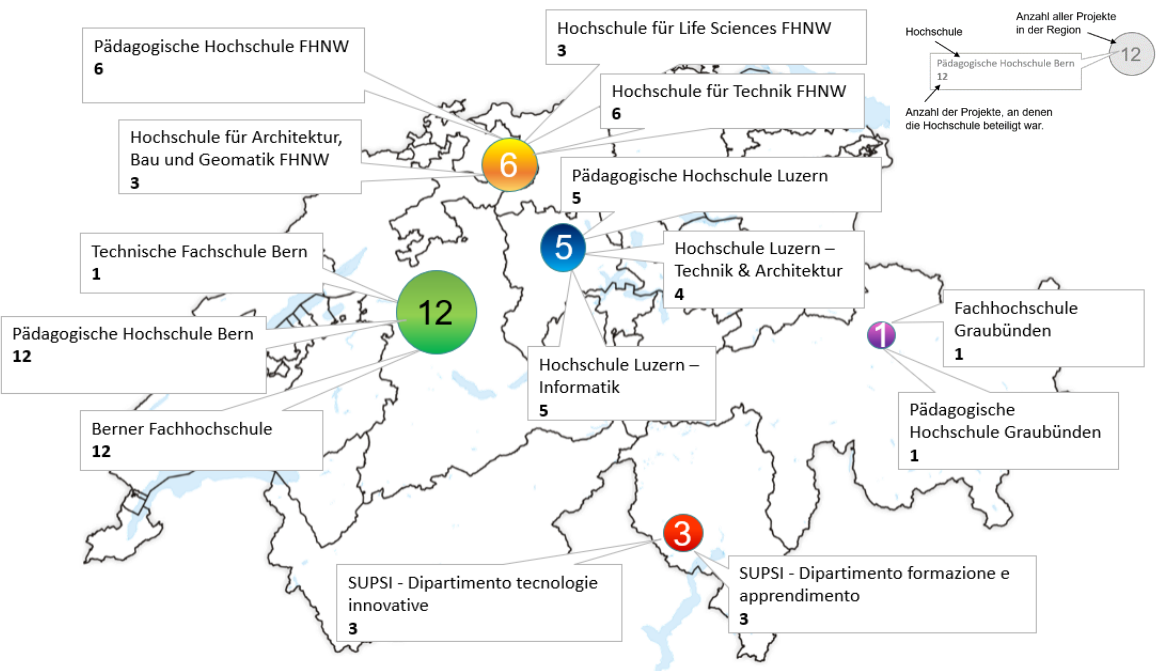 Pädagogische Hochschule FHNW
6
Hochschule für Life Sciences FHNW
3
Hochschule
Anzahl aller Projekte
in der Region
12
Pädagogische Hochschule Bern
12
Anzahl der Projekte, an denen
die Hochschule beteiligt war.
Hochschule für Technik FHNW
6
Hochschule für Architektur,
Bau und Geomatik FHNW
3
6
Pädagogische Hochschule Luzern
5
5
Technische Fachschule Bern
1
Hochschule Luzern –
Technik & Architektur
4
12
Pädagogische Hochschule Bern
12
Fachhochschule
Graubünden
1
1
Hochschule Luzern –
Informatik
5
Berner Fachhochschule
12
Pädagogische
Hochschule Graubünden
1
3
SUPSI - Dipartimento tecnologie
innovative
3
SUPSI - Dipartimento formazione e
apprendimento
3